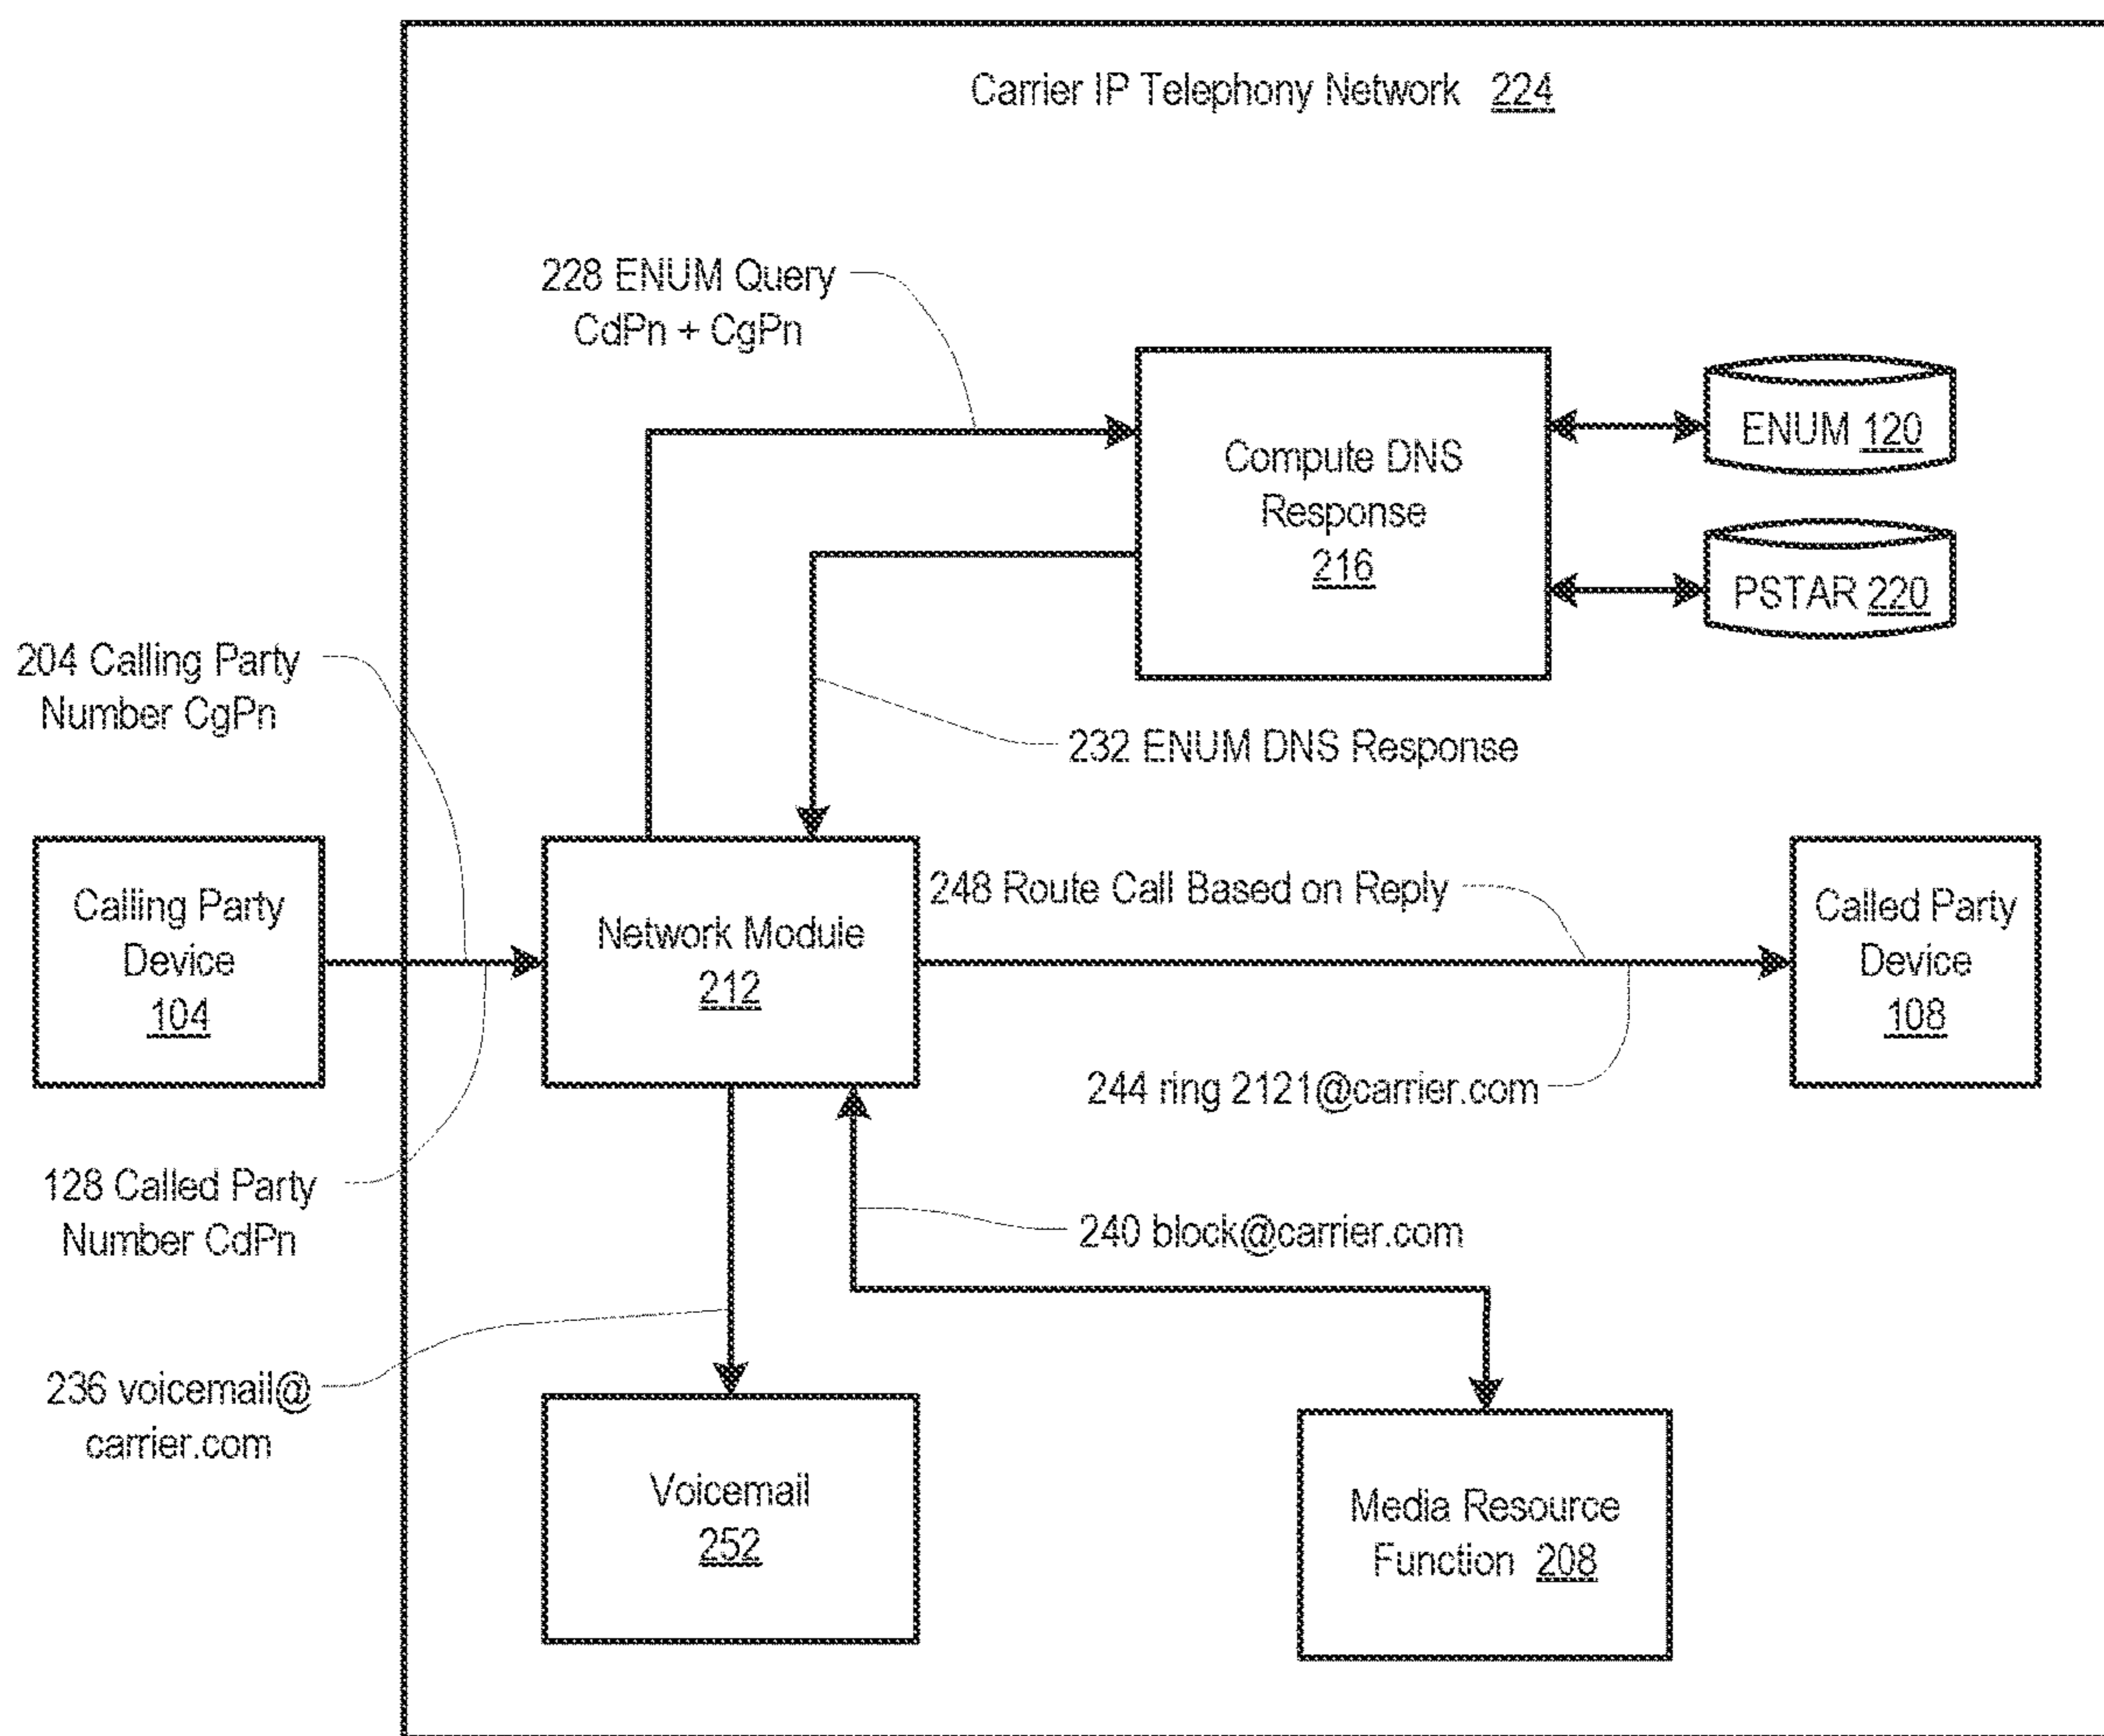 Carrier IP Telephony Network 224
228 ENUM Query
CdPn + CgPn
Compute DNS
Response
216
ENUM 120
PSTAR 220
204 Calling Party
Number CgPn
232 ENUM DNS Response
Calling Party
Device
104
Network Module
212
248 Route Call Based on Reply
Called Party
Device
108
244 ring 2121@carrier.com
128 Called Party
Number CdPn
240 block@carrier.com
236 voicemail@
carrier.com
Voicemail
252
Media Resource
Function 208